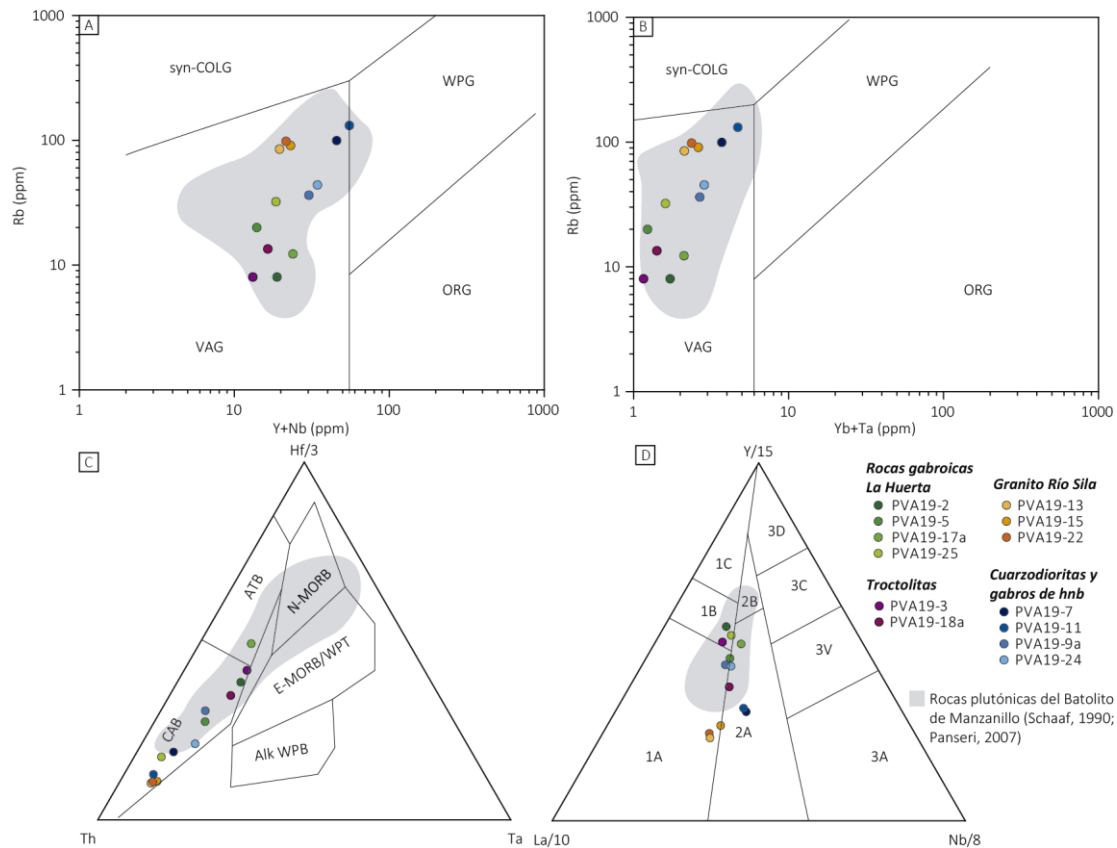 A
1000
100
10
1
Rb (ppm)
syn-COLG
WPG
VAG
ORG
1
10
100
1000
Y+Nb (ppm)
B
1000
100
10
1
Rb (ppm)
syn-COLG
WPG
VAG
ORG
1
10
100
1000
Yb+Ta (ppm)
C
Hf/3
ATB
N-MORB
E-MORB/WPT
CAB
Alk WPB
Th
Ta
D
Y/15
3D
1C
3C
2B
1B
3V
2A
1A
3A
La/10
Nb/8
Rocas gabroicas
La Huerta
PVA19-2
PVA19-5
PVA19-17a
PVA19-25
Troctolitas
PVA19-3
PVA19-18a
Granito Río Sila
PVA19-13
PVA19-15
PVA19-22
Cuarzodioritas y
gabros de hnb
PVA19-7
PVA19-11
PVA19-9a
PVA19-24
Rocas plutónicas del Batolito
de Manzanillo (Schaaf, 1990;
Panseri, 2007)